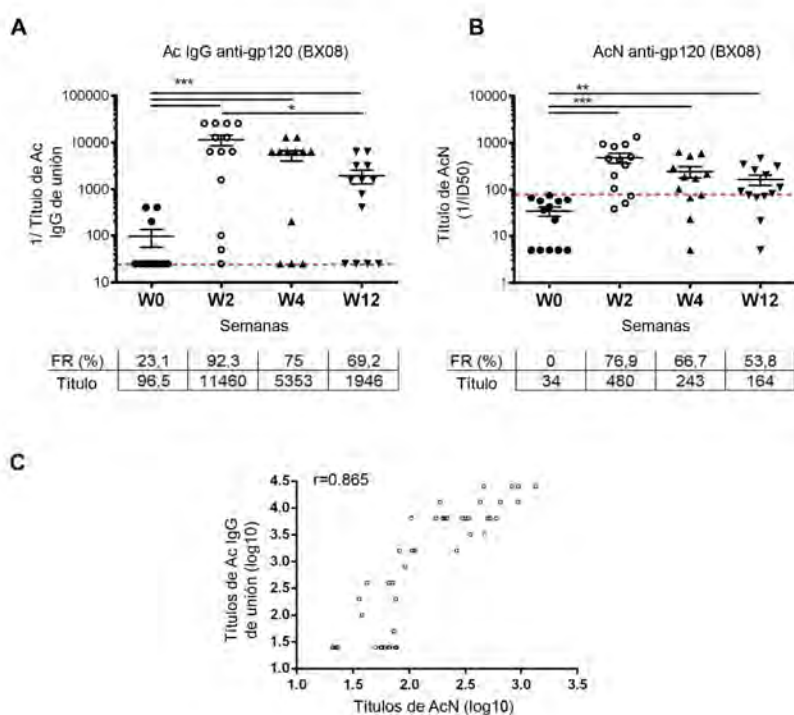 A
Ac IgG anti-gp120 (BX08)
***
*
1/ Título de Ac
IgG de unión
100000
10000
1000
100
10
W0 W2 W4 W12
Semanas
FR (%) 23,1 92,3 75 69,2
Título 96,5 11460 5353 1946
B
AcN anti-gp120 (BX08)
**
***
Título de AcN
(1/ID50)
10000
1000
100
10
1
W0 W2 W4 W12
Semanas
FR (%) 0 76,9 66,7 53,8
Título 34 480 243 164
C
r=0.865
Títulos de Ac IgG
de unión (log10)
4.5
4.0
3.5
3.0
2.5
2.0
1.5
1.0
1.0 1.5 2.0 2.5 3.0 3.5
Títulos de AcN (log10)